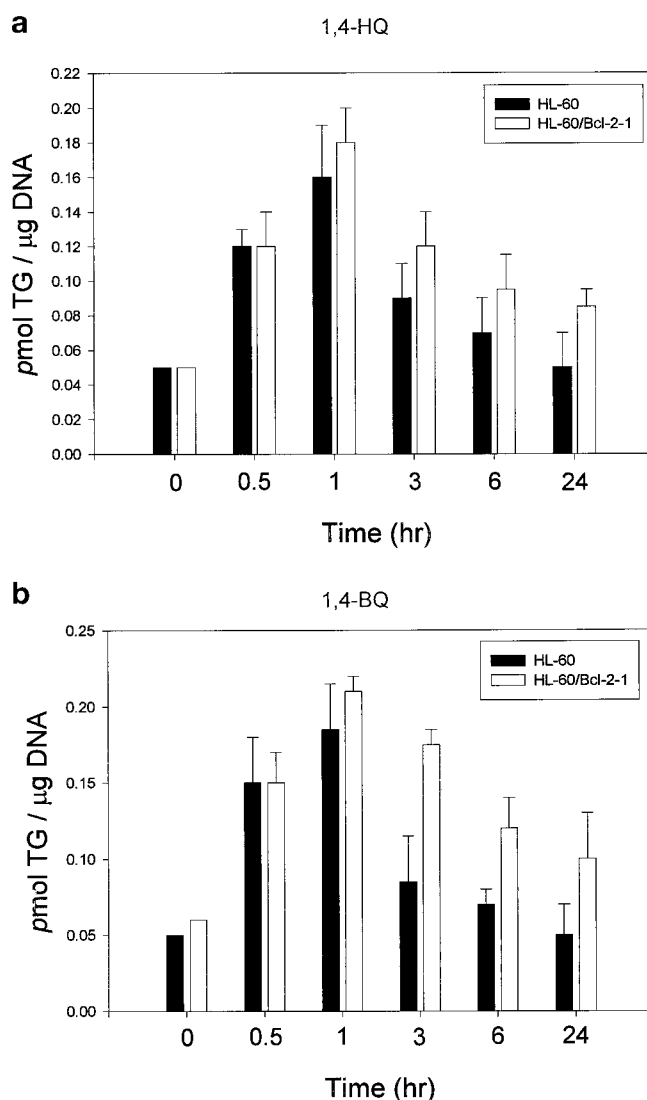 a
1,4-HQ
0.22
0.20
0.18
0.16
0.14
0.12
0.10
0.08
0.06
0.04
0.02
0.00
pmol TG / μg DNA
HL-60
HL-60/Bcl-2-1
0 0.5 1 3 6 24
Time (hr)
b
1,4-BQ
0.25
0.20
0.15
0.10
0.05
0.00
pmol TG / μg DNA
HL-60
HL-60/Bcl-2-1
0 0.5 1 3 6 24
Time (hr)